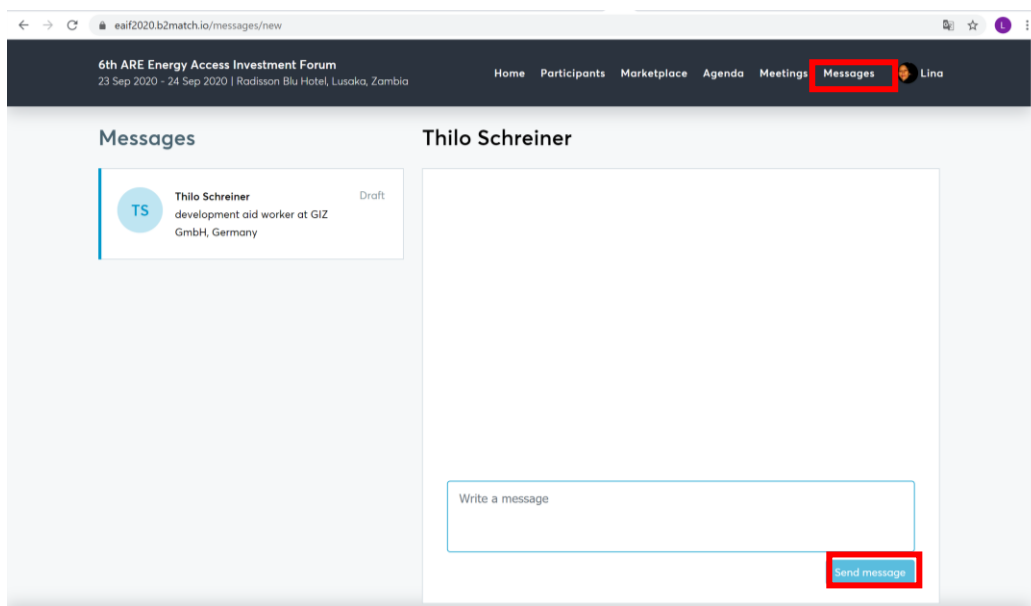 eaif2020.b2match.io/messages/new
L
6th ARE Energy Access Investment Forum
23 Sep 2020 - 24 Sep 2020 | Radisson Blu Hotel, Lusaka, Zambia
Home Participants Marketplace Agenda Meetings Messages Lina
Messages
Thilo Schreiner
TS
Thilo Schreiner Draft
development aid worker at GIZ
GmbH, Germany
Write a message
Send message